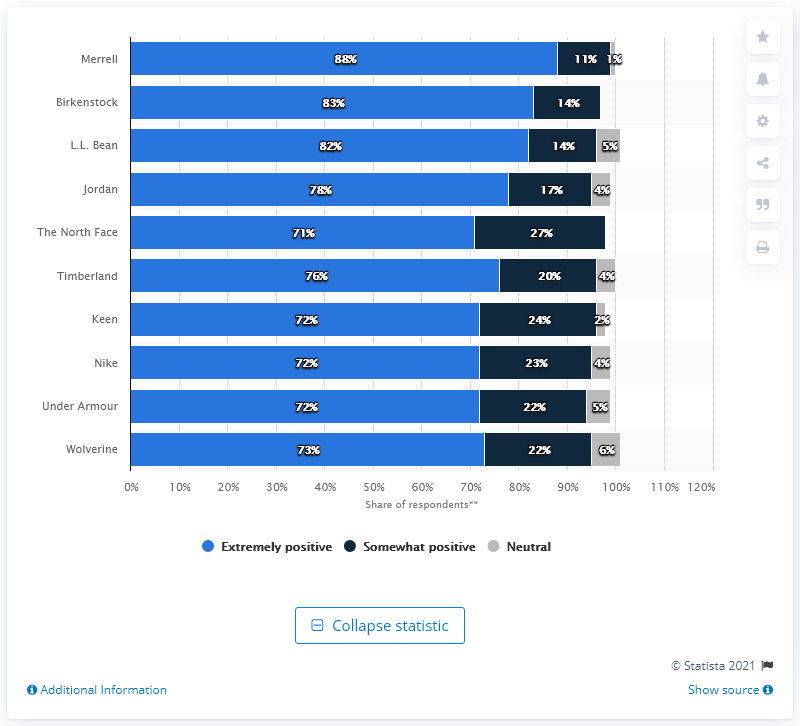 Merrell 88% 11% 1%
Birkenstock 83% 14%
L.L. Bean 82% 14% 5%
Jordan 78% 17% 4%
The North Face 71% 27%
Timberland 76% 20% 4%
Keen 72% 24% 2%
Nike 72% 23% 4%
Under Armour 72% 22% 5%
Wolverine 73% 22% 6%
0% 10% 20% 30% 40% 50% 60% 70% 80% 90% 100% 110% 120%
Share of respondents**
Extremely positive Somewhat positive Neutral
Collapse statistic
© Statista 2021
Additional Information Show source